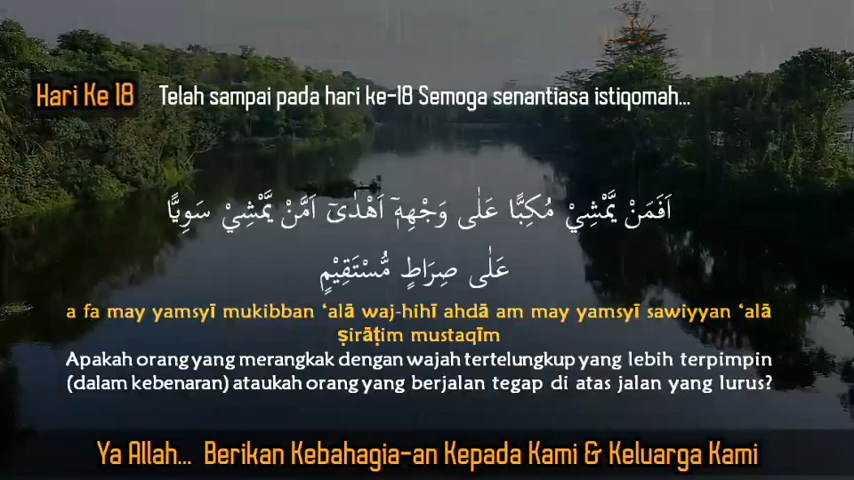 Hari Ke 18
Telah sampai pada hari ke-18 Semoga senantiasa istiqomah...
اَفَمَنْ يَّمْشِيْ مُكِبًّا عَلٰى وَجْهِهٖٓ اَهْدٰىٓ اَمَّنْ يَّمْشِيْ سَوِيًّا
عَلٰى صِرَاطٍ مُّسْتَقِيْمٍ
a fa may yamsyī mukibban ‘alā waj-hihī ahdā am may yamsyī sawiyyan ‘alā
ṣirāṭim mustaqīm
Apakah orang yang merangkak dengan wajah tertelungkup yang lebih terpimpin
(dalam kebenaran) ataukah orang yang berjalan tegap di atas jalan yang lurus?
Ya Allah... Berikan Kebahagia-an Kepada Kami & Keluarga Kami